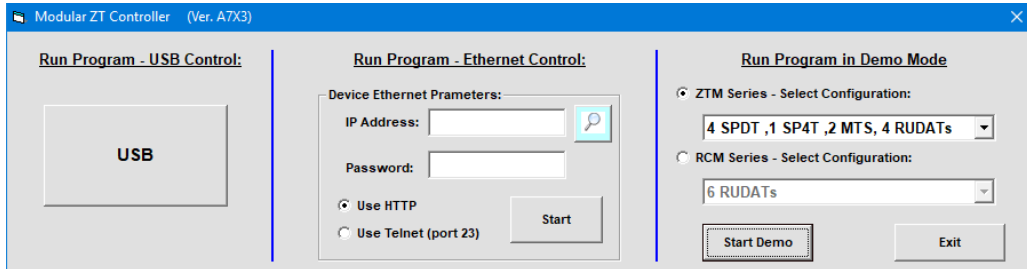 Modular ZT Controller (Ver. A7X3)
Run Program - USB Control:
USB
Run Program - Ethernet Control:
Device Ethernet Prameters:
IP Address:
Password:
Use HTTP
Use Telnet (port 23)
Start
Run Program in Demo Mode
ZTM Series - Select Configuration:
4 SPDT ,1 SP4T ,2 MTS, 4 RUDATs
RCM Series - Select Configuration:
6 RUDATs
Start Demo
Exit